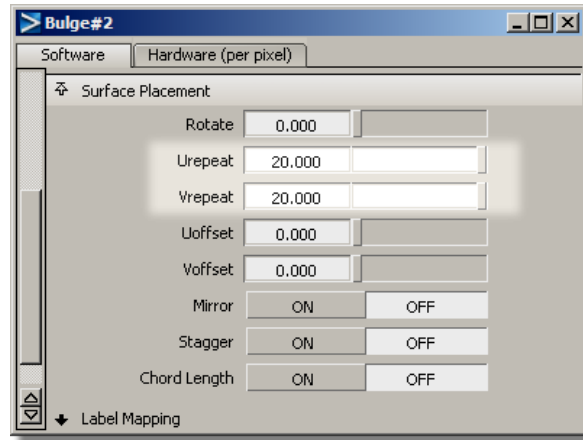 Bulge#2
Software Hardware (per pixel)
Surface Placement
Rotate 0.000
Urepeat 20.000
Vrepeat 20.000
Uoffset 0.000
Voffset 0.000
Mirror ON OFF
Stagger ON OFF
Chord Length ON OFF
Label Mapping